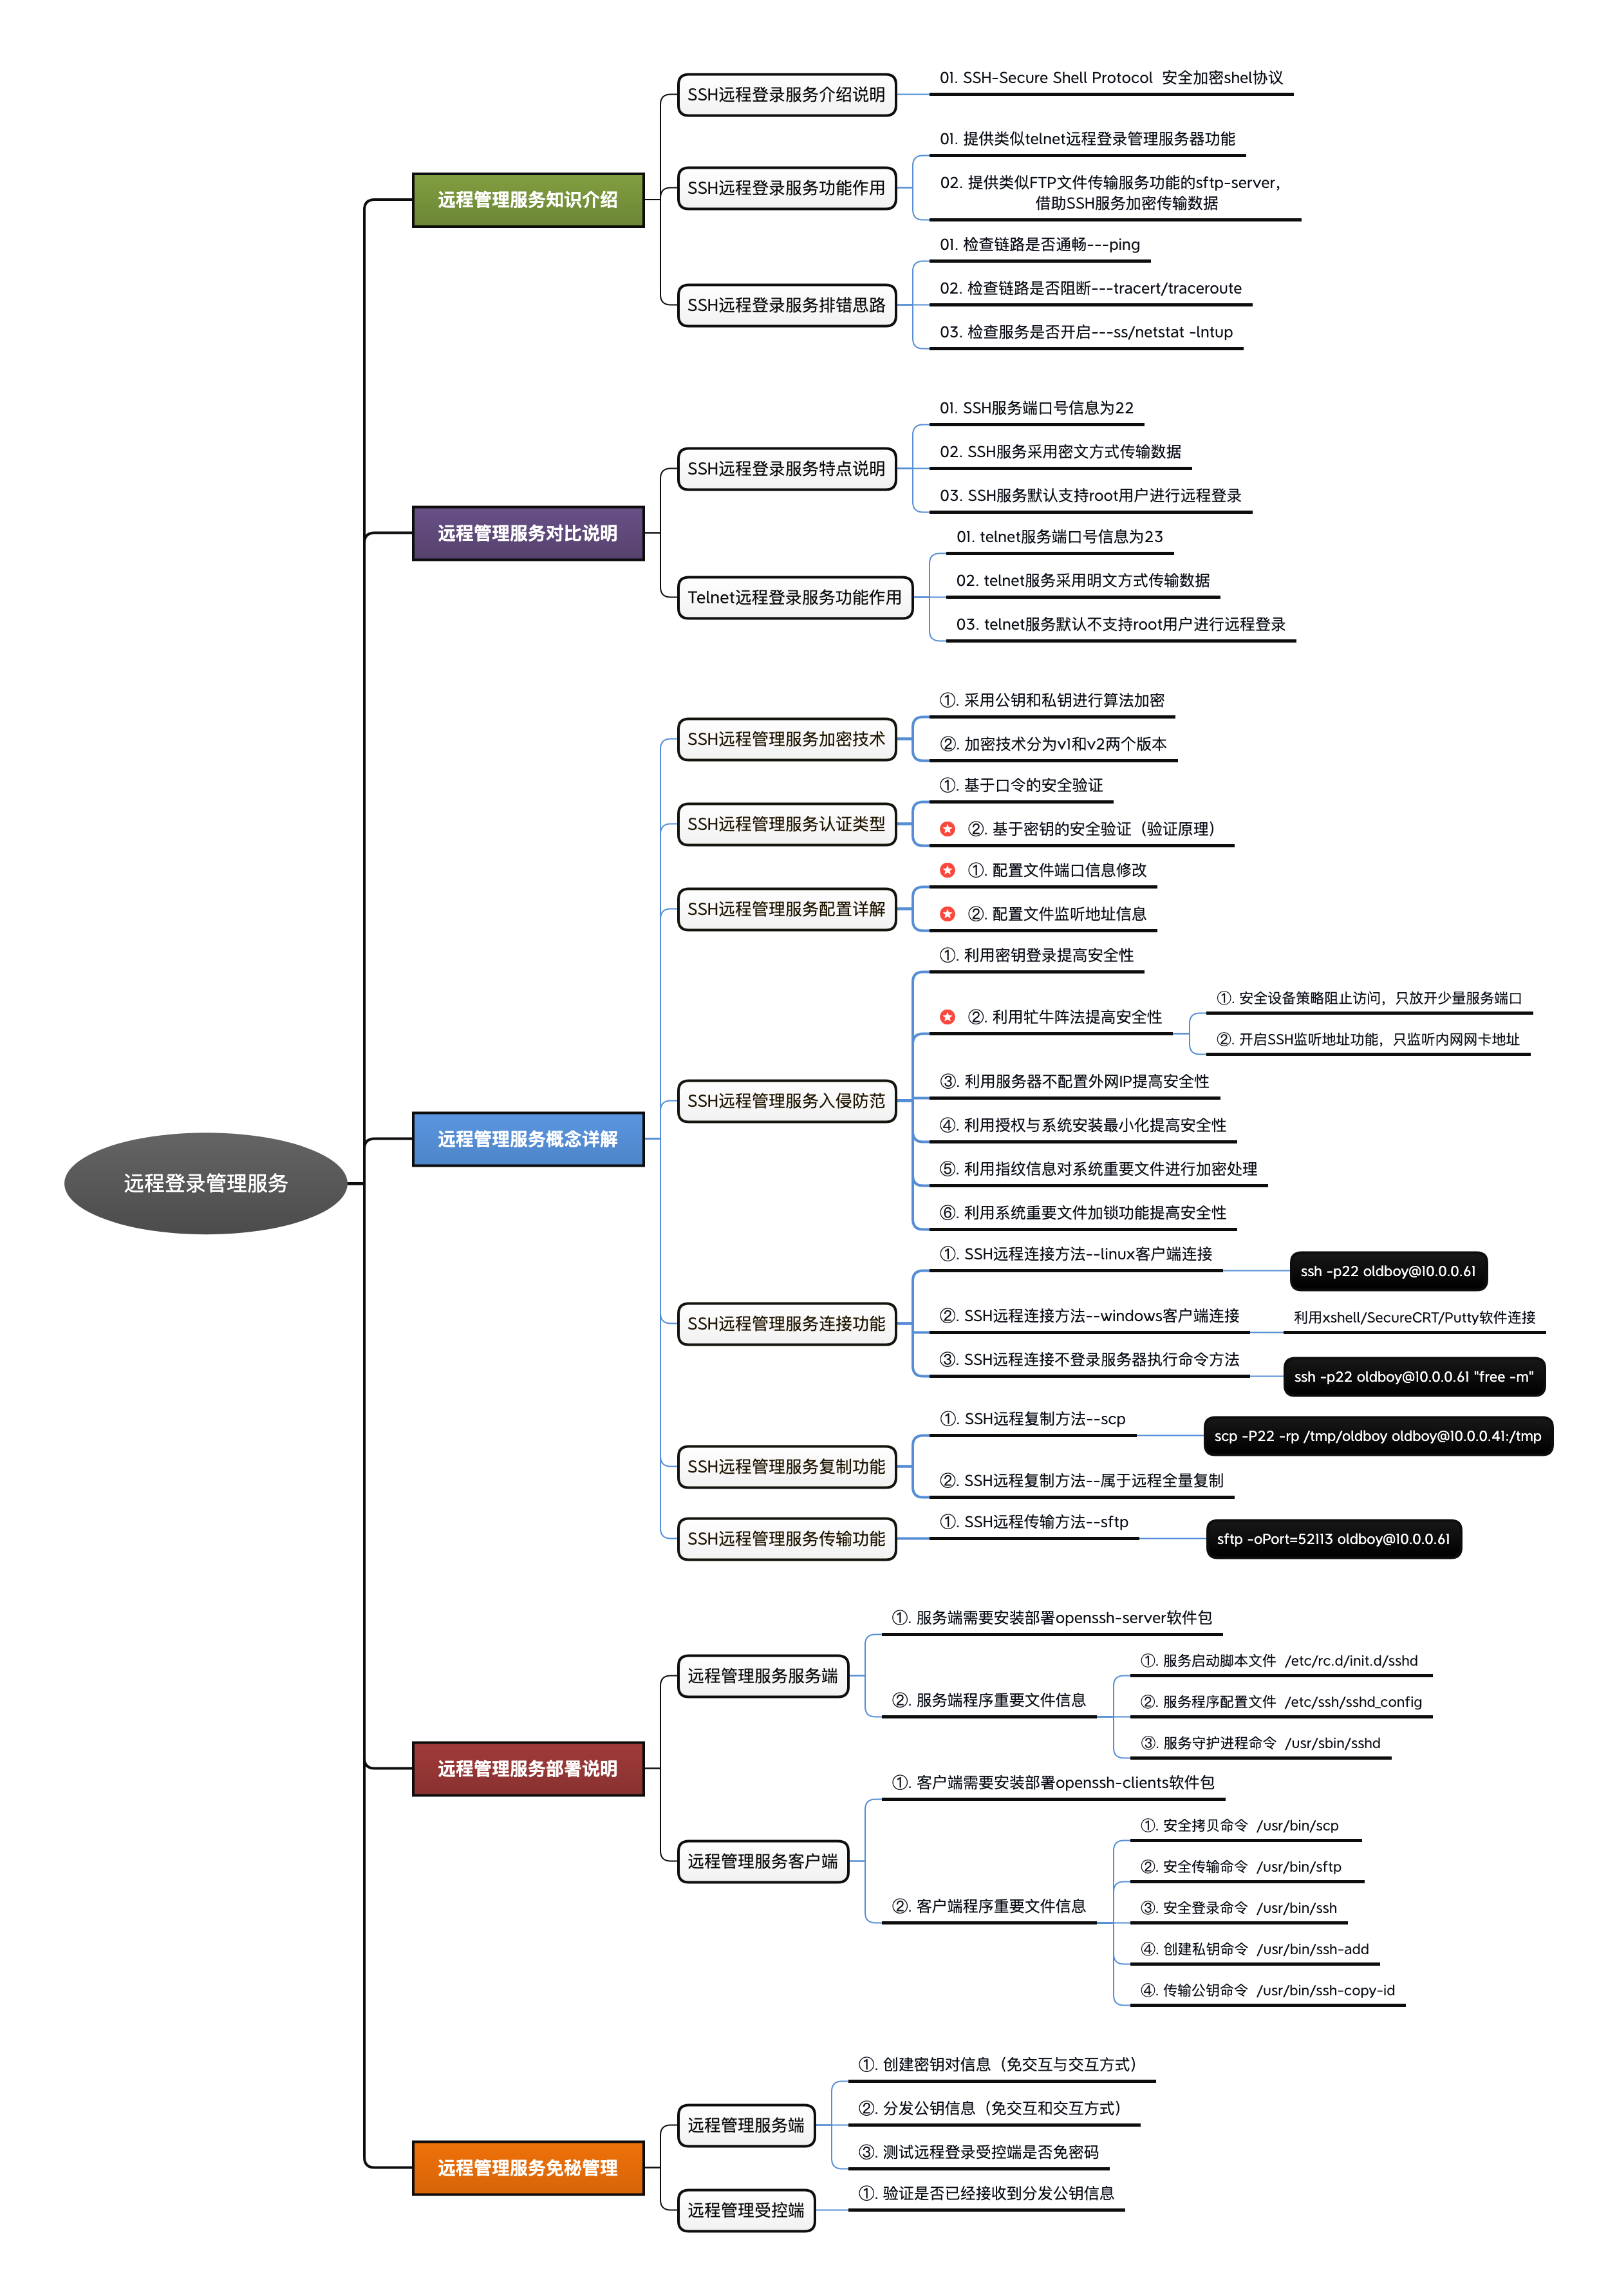 远程登录管理服务
远程管理服务知识介绍
SSH远程登录服务介绍说明
01. SSH-Secure Shell Protocol  安全加密shel协议
SSH远程登录服务功能作用
01. 提供类似telnet远程登录管理服务器功能
02. 提供类似FTP文件传输服务功能的sftp-server，
借助SSH服务加密传输数据
SSH远程登录服务排错思路
01. 检查链路是否通畅---ping
02. 检查链路是否阻断---tracert/traceroute
03. 检查服务是否开启---ss/netstat -lntup
远程管理服务对比说明
SSH远程登录服务特点说明
01. SSH服务端口号信息为22
02. SSH服务采用密文方式传输数据
03. SSH服务默认支持root用户进行远程登录
Telnet远程登录服务功能作用
01. telnet服务端口号信息为23
02. telnet服务采用明文方式传输数据
03. telnet服务默认不支持root用户进行远程登录
远程管理服务概念详解
SSH远程管理服务加密技术
①. 采用公钥和私钥进行算法加密
②. 加密技术分为v1和v2两个版本
SSH远程管理服务认证类型
①. 基于口令的安全验证
②. 基于密钥的安全验证（验证原理）
SSH远程管理服务配置详解
①. 配置文件端口信息修改
②. 配置文件监听地址信息
SSH远程管理服务入侵防范
①. 利用密钥登录提高安全性
②. 利用牤牛阵法提高安全性
①. 安全设备策略阻止访问，只放开少量服务端口
②. 开启SSH监听地址功能，只监听内网网卡地址
③. 利用服务器不配置外网IP提高安全性
④. 利用授权与系统安装最小化提高安全性
⑤. 利用指纹信息对系统重要文件进行加密处理
⑥. 利用系统重要文件加锁功能提高安全性
SSH远程管理服务连接功能
①. SSH远程连接方法--linux客户端连接
ssh -p22 oldboy@10.0.0.61
②. SSH远程连接方法--windows客户端连接
利用xshell/SecureCRT/Putty软件连接
③. SSH远程连接不登录服务器执行命令方法
ssh -p22 oldboy@10.0.0.61 "free -m"
SSH远程管理服务复制功能
①. SSH远程复制方法--scp
scp -P22 -rp /tmp/oldboy oldboy@10.0.0.41:/tmp
②. SSH远程复制方法--属于远程全量复制
SSH远程管理服务传输功能
①. SSH远程传输方法--sftp
sftp -oPort=52113 oldboy@10.0.0.61
远程管理服务部署说明
远程管理服务服务端
①. 服务端需要安装部署openssh-server软件包
②. 服务端程序重要文件信息
①. 服务启动脚本文件  /etc/rc.d/init.d/sshd
②. 服务程序配置文件  /etc/ssh/sshd_config
③. 服务守护进程命令  /usr/sbin/sshd
远程管理服务客户端
①. 客户端需要安装部署openssh-clients软件包
②. 客户端程序重要文件信息
①. 安全拷贝命令  /usr/bin/scp
②. 安全传输命令  /usr/bin/sftp
③. 安全登录命令  /usr/bin/ssh
④. 创建私钥命令  /usr/bin/ssh-add
④. 传输公钥命令  /usr/bin/ssh-copy-id
远程管理服务免秘管理
远程管理服务端
①. 创建密钥对信息（免交互与交互方式）
②. 分发公钥信息（免交互和交互方式）
③. 测试远程登录受控端是否免密码
远程管理受控端
①. 验证是否已经接收到分发公钥信息